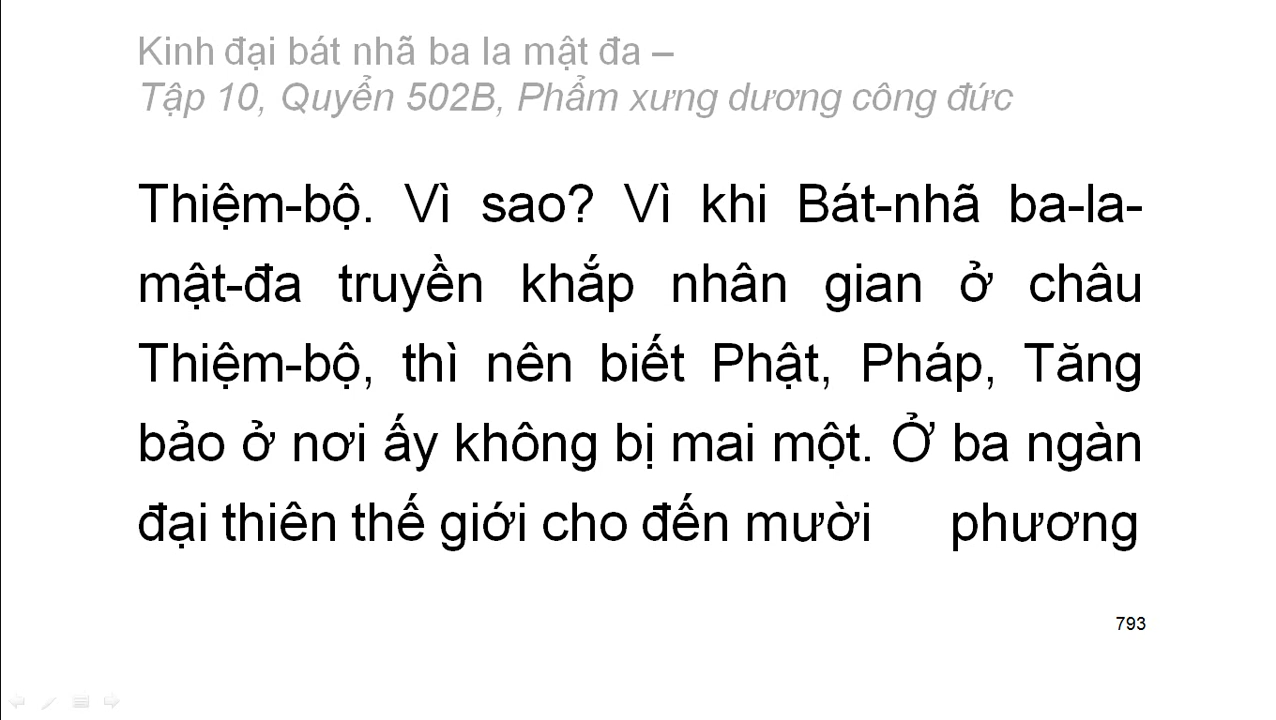 Kinh đại bát nhã ba la mật đa –
Tập 10, Quyển 502B, Phẩm xưng dương công đức
Thiệm-bộ. Vì sao? Vì khi Bát-nhã ba-la-
mật-đa truyền khắp nhân gian ở châu
Thiệm-bộ, thì nên biết Phật, Pháp, Tăng
bảo ở nơi ấy không bị mai một. Ở ba ngàn
đại thiên thế giới cho đến mười phương
793